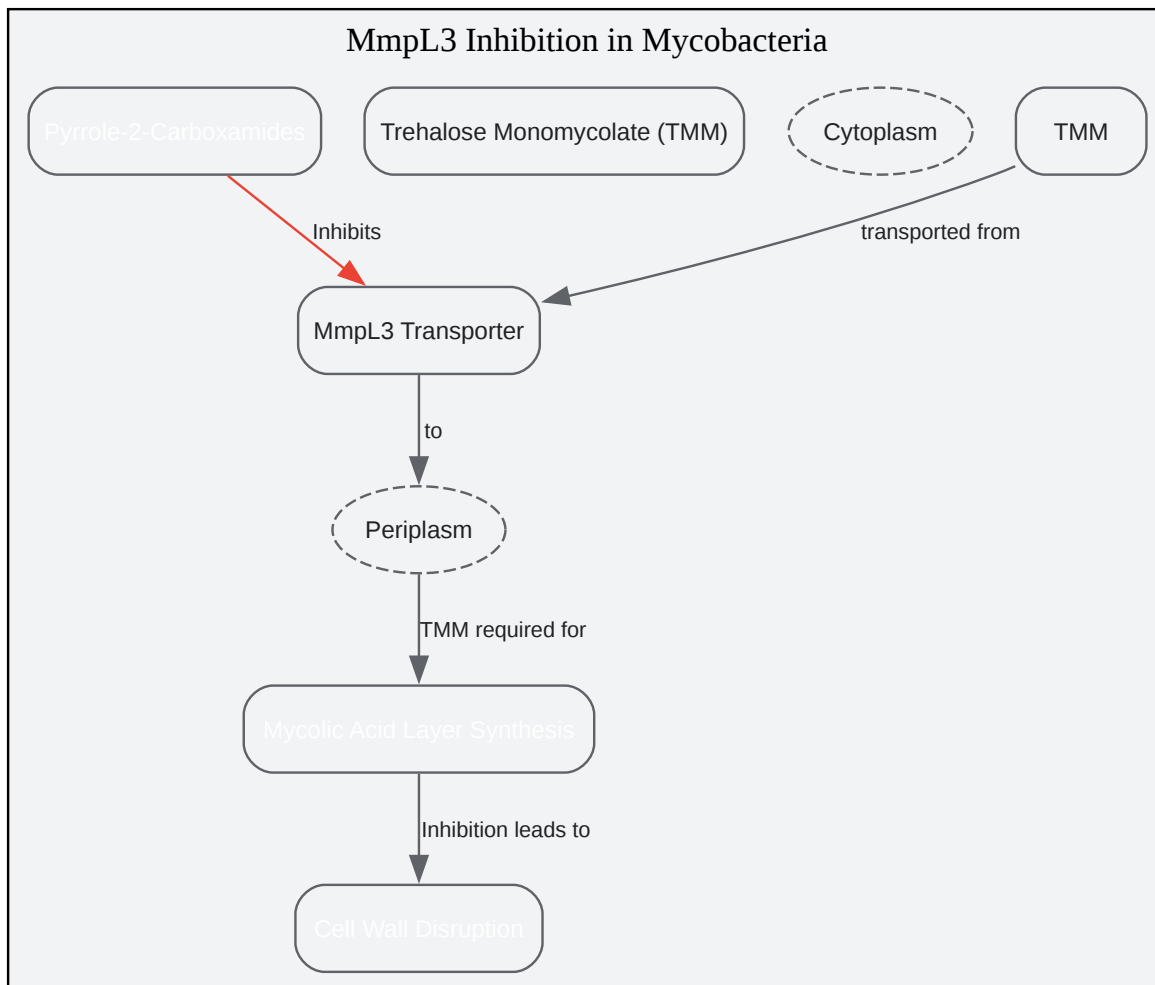 MmpL3 Inhibition in Mycobacteria
Pyrrole-2-Carboxamides
Trehalose Monomycolate (TMM)
Cytoplasm
TMM
Inhibits
transported from
MmpL3 Transporter
to
Periplasm
TMM required for
Mycolic Acid Layer Synthesis
Inhibition leads to
Cell Wall Disruption